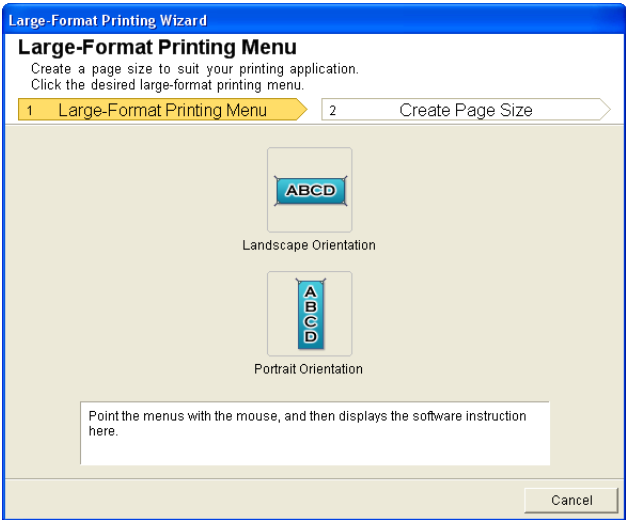 Large-Format Printing Wizard
Large-Format Printing Menu
Create a page size to suit your printing application.
Click the desired large-format printing menu.
1 Large-Format Printing Menu 2 Create Page Size
ABCD
Landscape Orientation
A
B
C
D
Portrait Orientation
Point the menus with the mouse, and then displays the software instruction
here.
Cancel